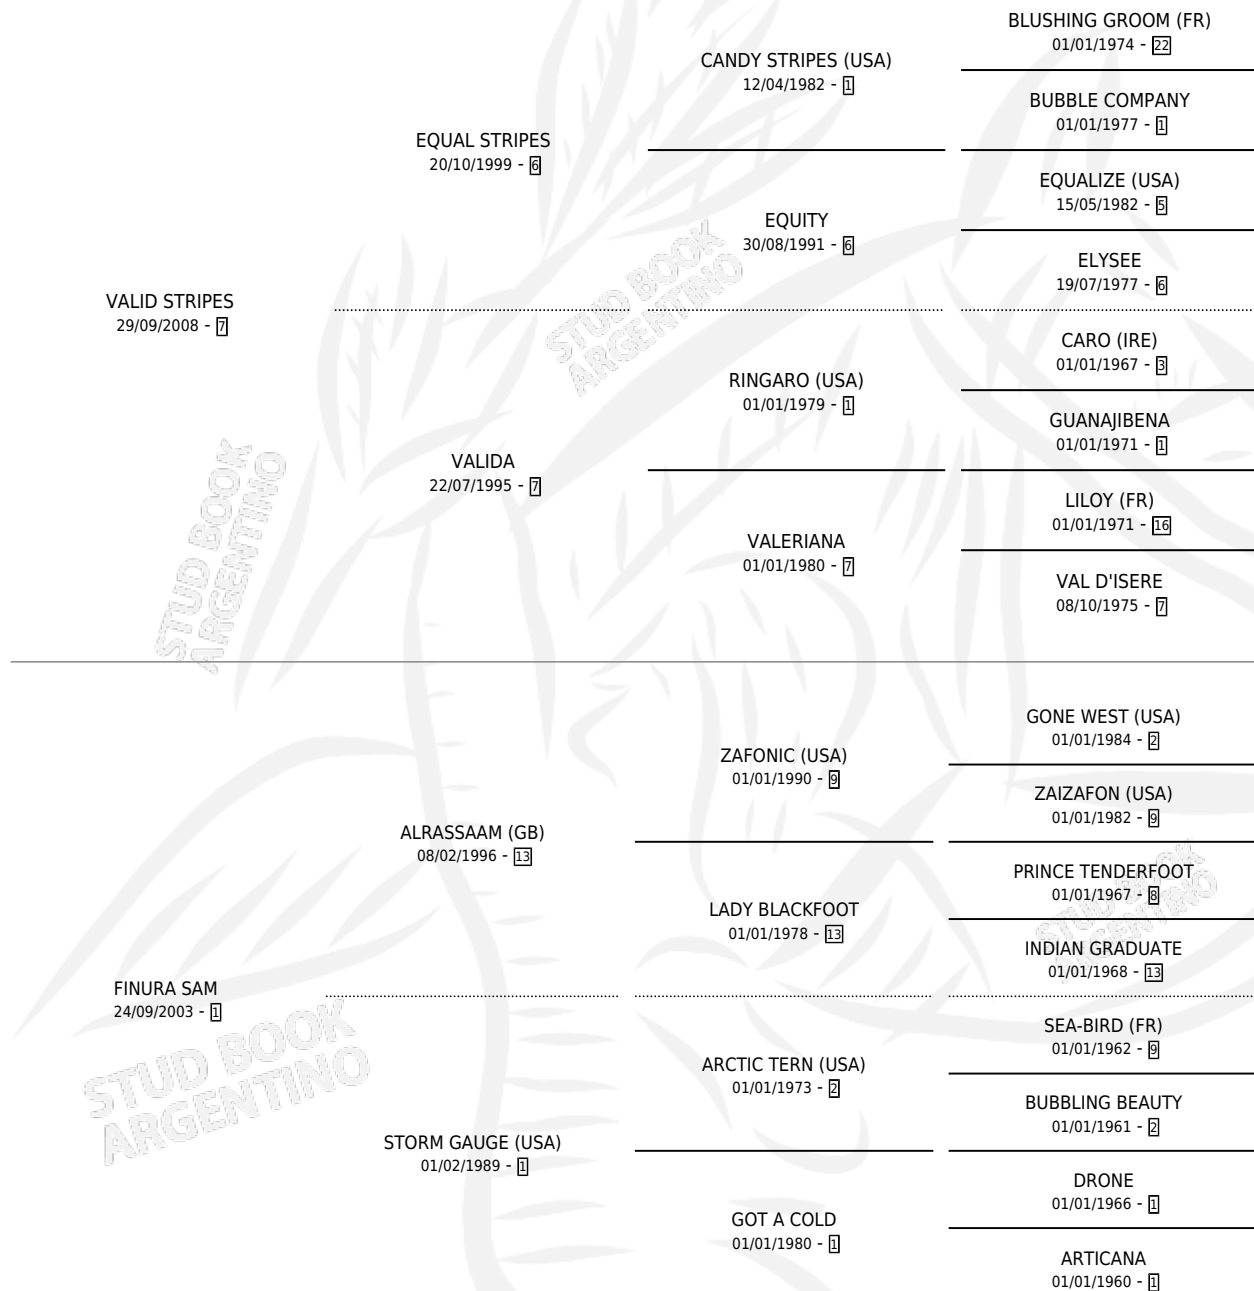 BLUSHING GROOM (FR)
01/01/1974 - 22
CANDY STRIPES (USA)
12/04/1982 - 1
BUBBLE COMPANY
01/01/1977 - 1
EQUAL STRIPES
20/10/1999 - 6
EQUALIZE (USA)
15/05/1982 - 5
EQUITY
30/08/1991 - 6
ELYSEE
19/07/1977 - 6
VALID STRIPES
29/09/2008 - 7
CARO (IRE)
01/01/1967 - 3
RINGARO (USA)
01/01/1979 - 1
GUANAJIBENA
01/01/1971 - 1
VALIDA
22/07/1995 - 7
LILOY (FR)
01/01/1971 - 16
VALERIANA
01/01/1980 - 7
VAL D'ISERE
08/10/1975 - 7
GONE WEST (USA)
01/01/1984 - 2
ZAFONIC (USA)
01/01/1990 - 9
ZAIZAFON (USA)
01/01/1982 - 9
ALRASSAAM (GB)
08/02/1996 - 13
PRINCE TENDERFOOT
01/01/1967 - 8
LADY BLACKFOOT
01/01/1978 - 13
INDIAN GRADUATE
01/01/1968 - 13
FINURA SAM
24/09/2003 - 1
SEA-BIRD (FR)
01/01/1962 - 9
ARCTIC TERN (USA)
01/01/1973 - 2
BUBBLING BEAUTY
01/01/1961 - 2
STORM GAUGE (USA)
01/02/1989 - 1
DRONE
01/01/1966 - 1
GOT A COLD
01/01/1980 - 1
ARTICANA
01/01/1960 - 1
STUD BOOK
ARGENTINO
STUD BOOK
ARGENTINO
STUD BOOK
ARGENTINO
STUD BOOK
ARGENTINO